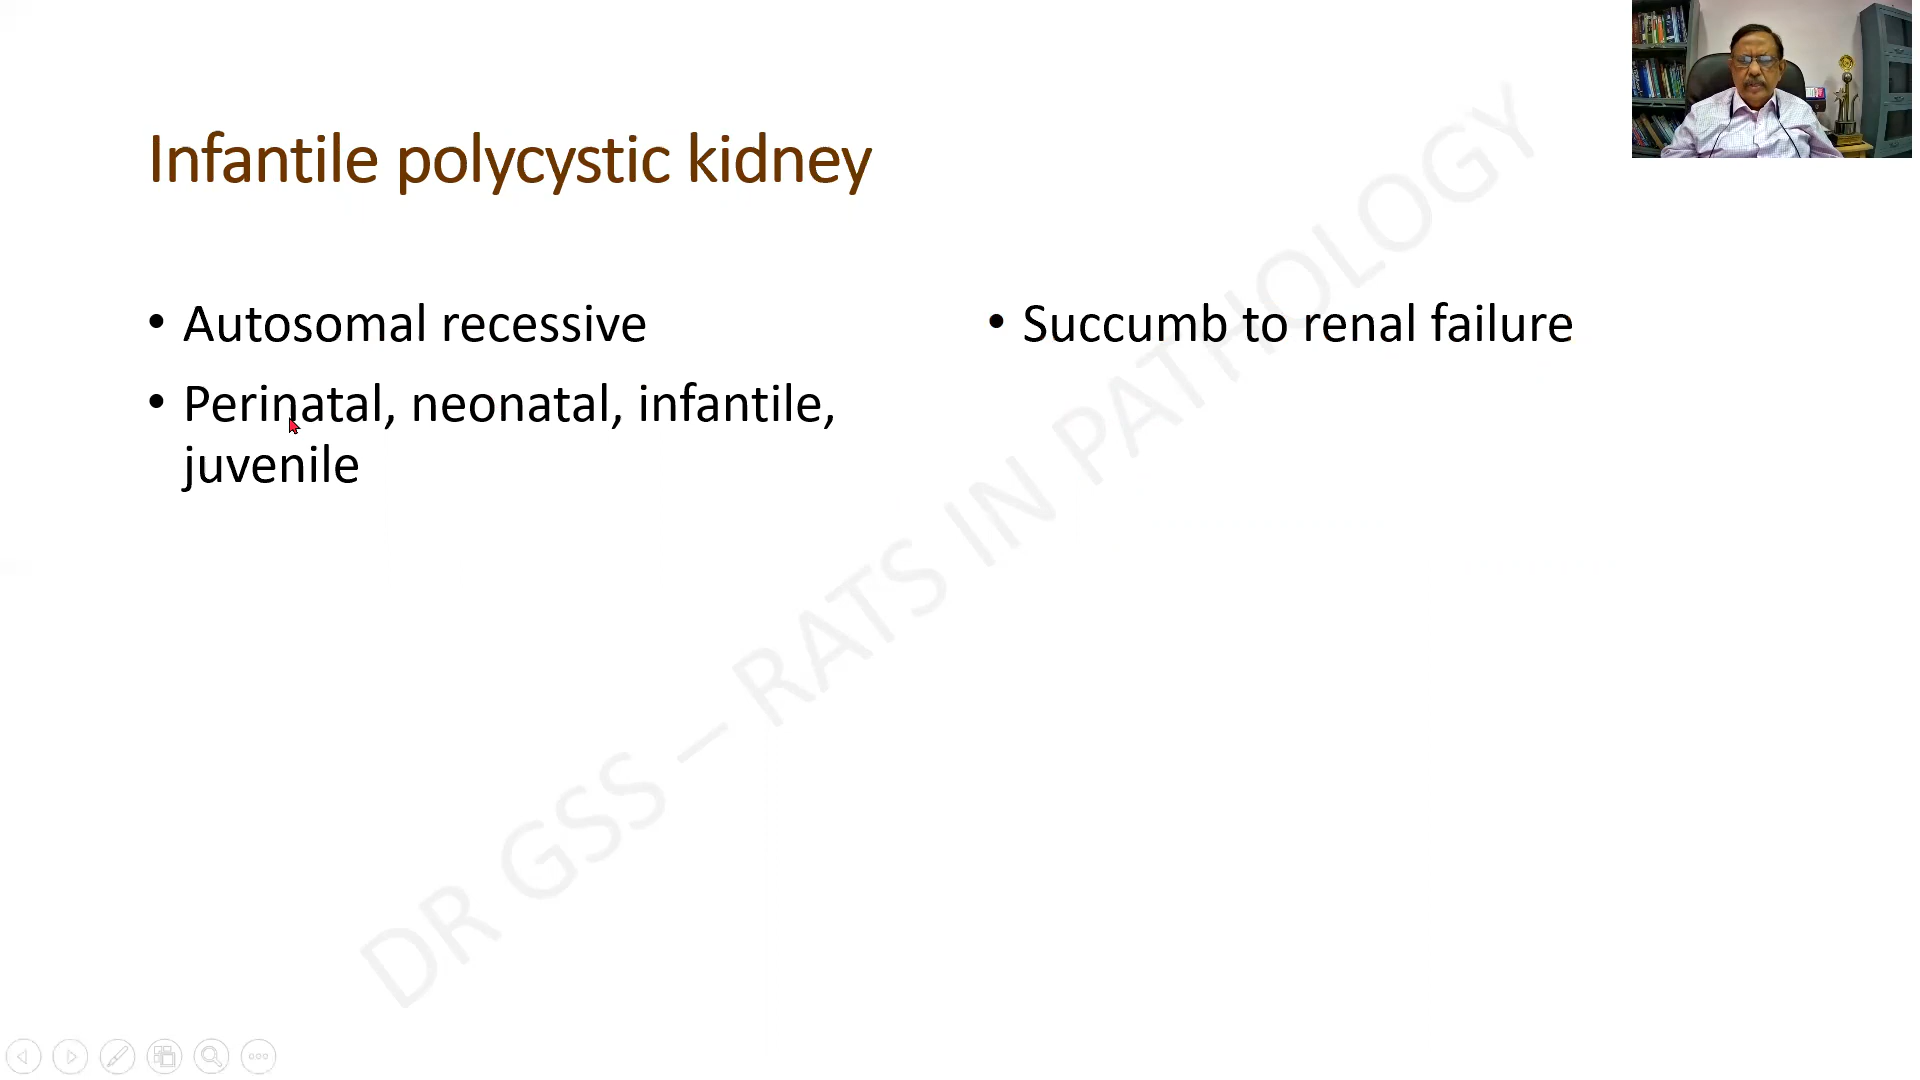 Infantile polycystic kidney
• Autosomal recessive
• Perinatal, neonatal, infantile,
juvenile
• Succumb to renal failure
DR GSS – RATS IN PATHOLOGY